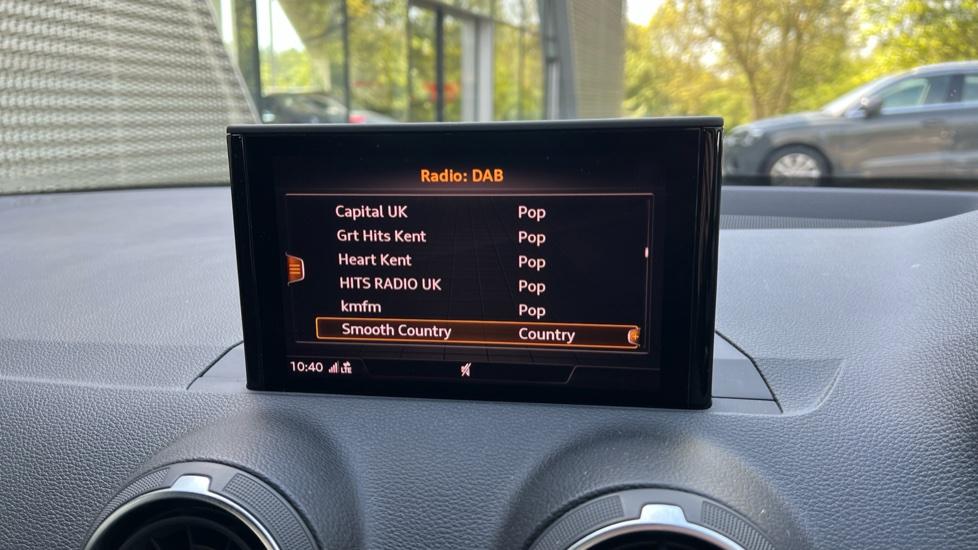 Radio: DAB
Capital UK Pop
Grt Hits Kent Pop
Heart Kent Pop
HITS RADIO UK Pop
kmfm Pop
Smooth Country Country
10:40 LTE